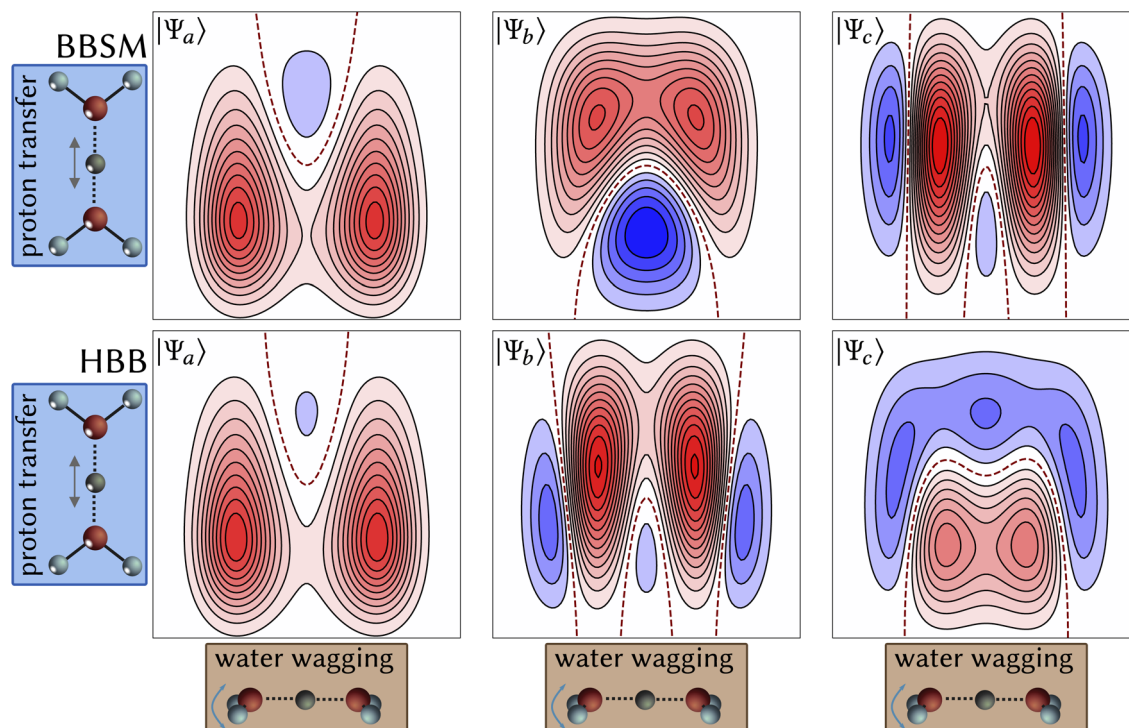 BBSM
proton transfer
|Ψa⟩
|Ψb⟩
|Ψc⟩
HBB
proton transfer
|Ψa⟩
|Ψb⟩
|Ψc⟩
water wagging
water wagging
water wagging